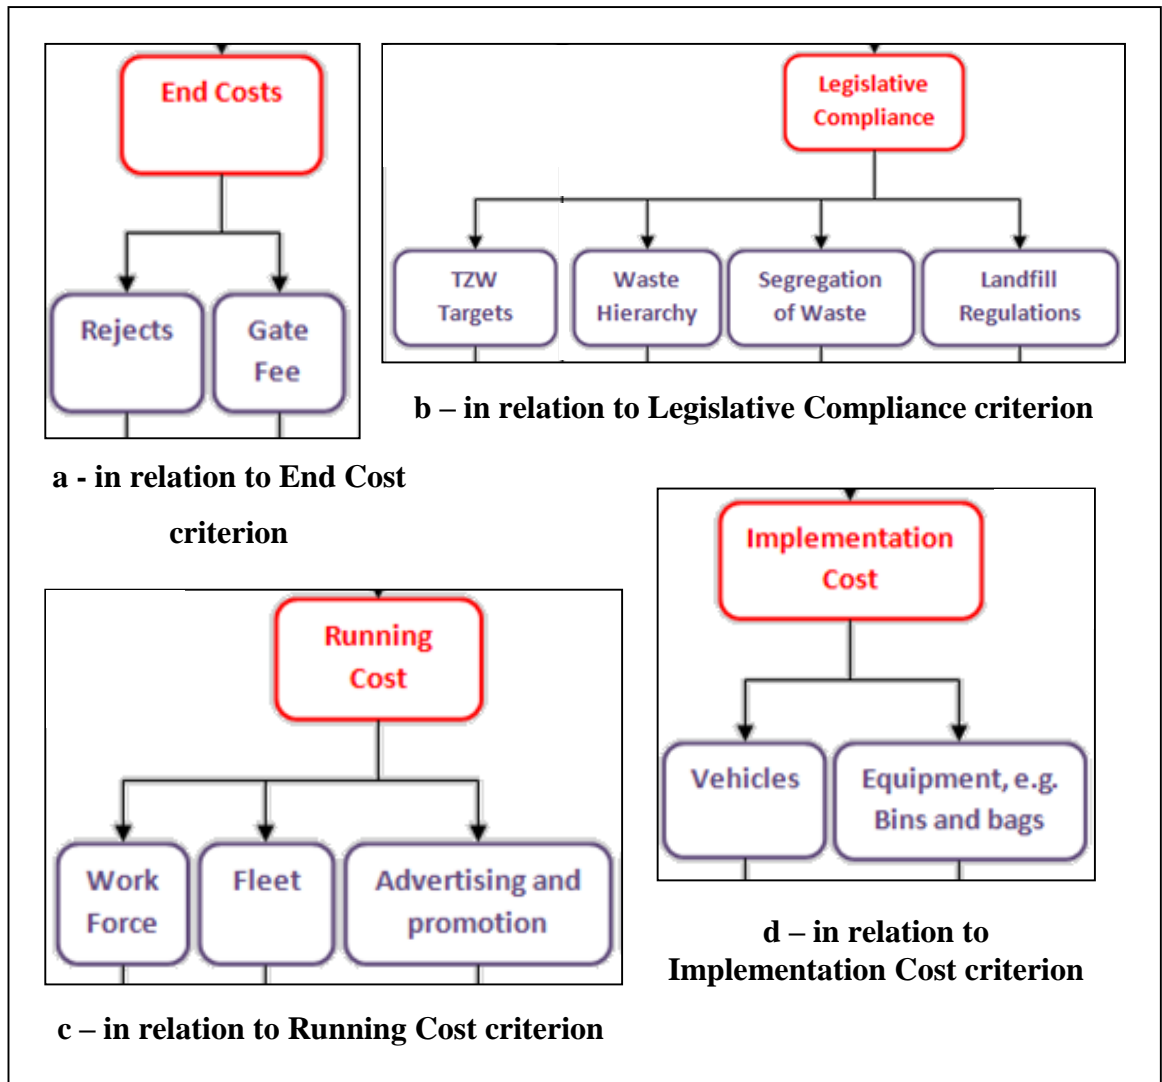 End Costs
Rejects
Gate
Fee
a - in relation to End Cost
criterion
Legislative
Compliance
TZW
Targets
Waste
Hierarchy
Segregation
of Waste
Landfill
Regulations
b – in relation to Legislative Compliance criterion
Running
Cost
Work
Force
Fleet
Advertising and
promotion
c – in relation to Running Cost criterion
Implementation
Cost
Vehicles
Equipment, e.g.
Bins and bags
d – in relation to
Implementation Cost criterion